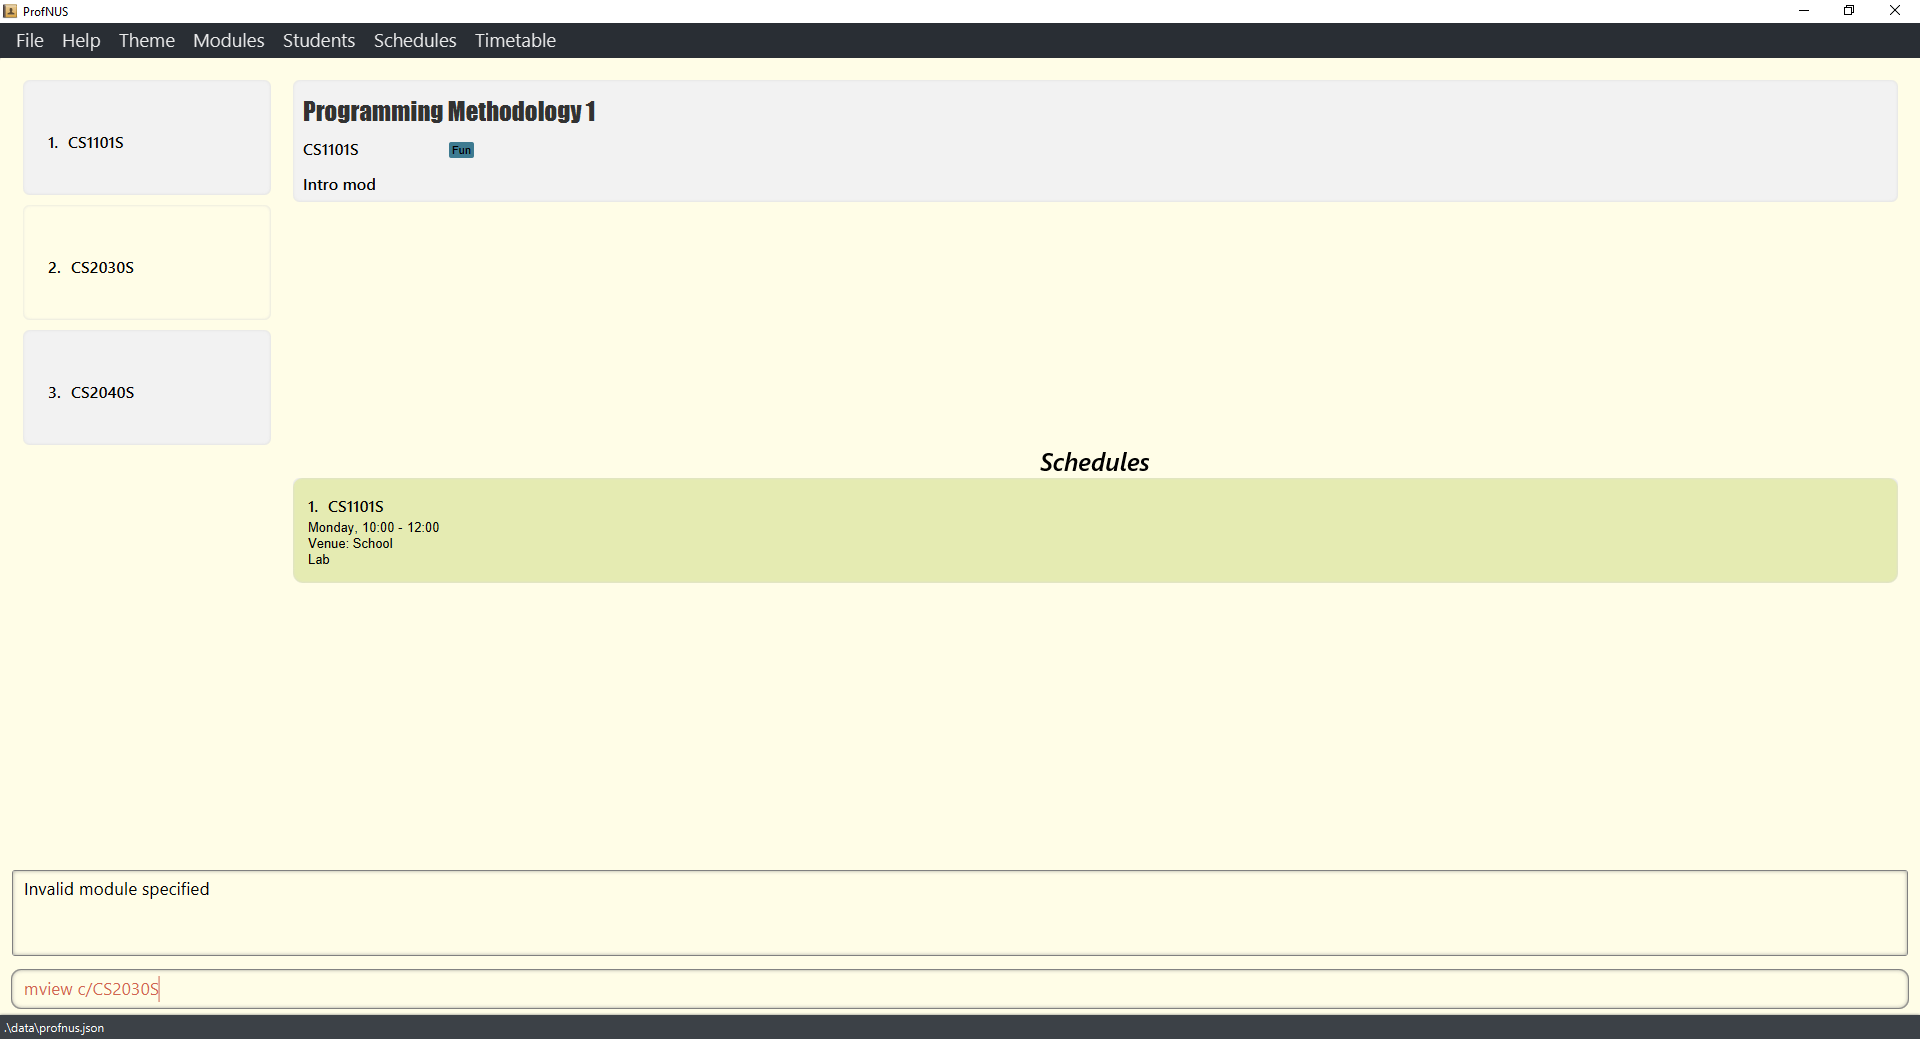 ProfNUS
File Help Theme Modules Students Schedules Timetable
1. CS1101S
2. CS2030S
3. CS2040S
Programming Methodology 1
CS1101S Fun
Intro mod
Schedules
1. CS1101S
Monday, 10:00 - 12:00
Venue: School
Lab
Invalid module specified
mview c/CS2030S
.\data\profnus.json